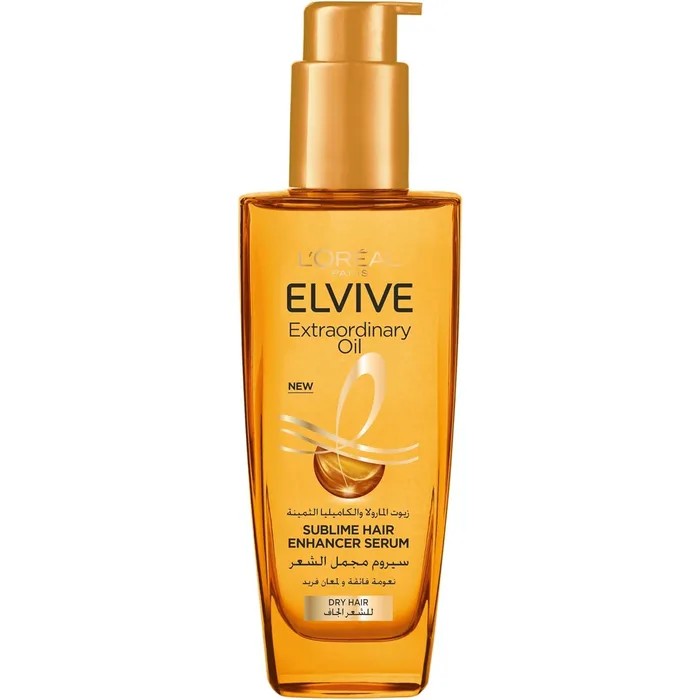 L'ORÉAL
PARIS
ELVIVE
Extraordinary
Oil
NEW
زيوت المارولا والكاميليا الثمينة
SUBLIME HAIR
ENHANCER SERUM
سيروم مجمل الشعر
نعومة فائقة و لمعان فريد
DRY HAIR
للشعر الجاف